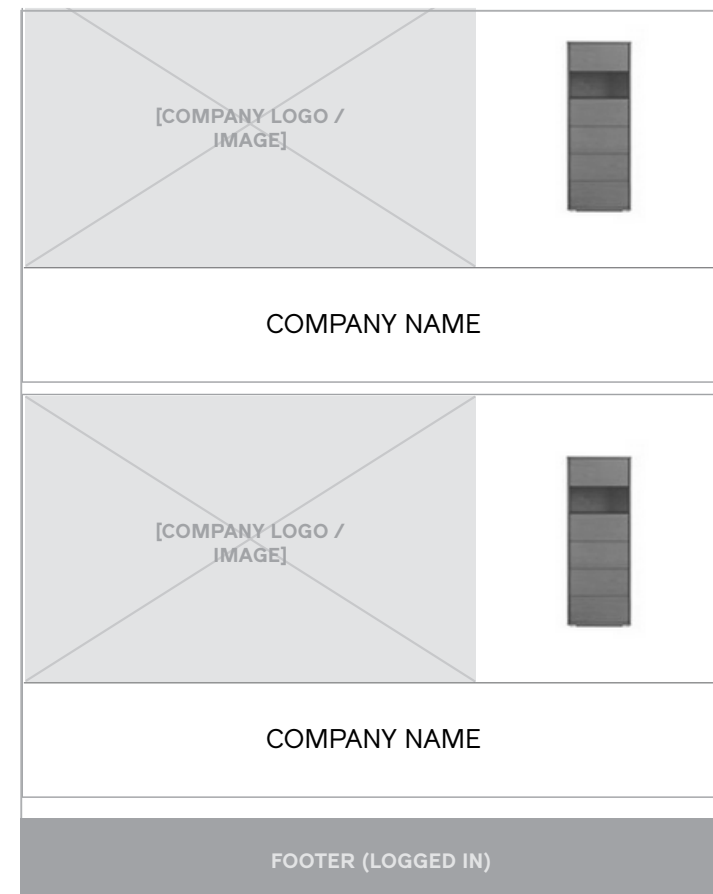 [COMPANY LOGO /
IMAGE]
COMPANY NAME
[COMPANY LOGO /
IMAGE]
COMPANY NAME
FOOTER (LOGGED IN)